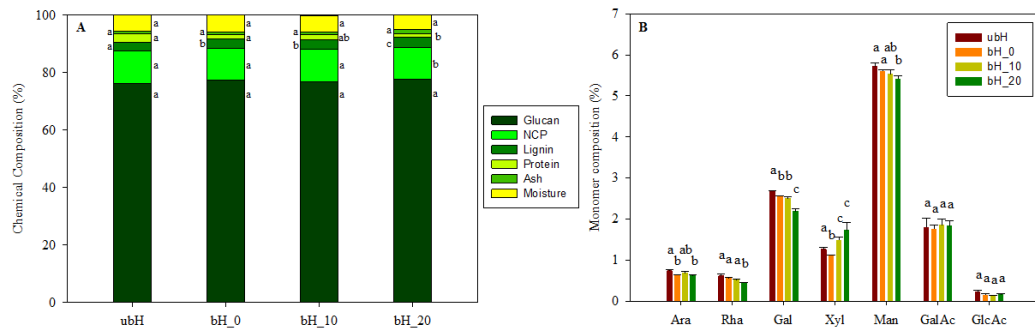 A
Chemical Composition (%)
100
80
60
40
20
0
a a a a
a a a a
a a ab b
a b b c
a a a b
a a a a
ubH bH_0 bH_10 bH_20
Glucan
NCP
Lignin
Protein
Ash
Moisture
B
Monomer composition (%)
7
6
5
4
3
2
1
0
ubH
bH_0
bH_10
bH_20
a b ab b
a a a b
a b b c
a b c c
a a ab b
a a a a
a a a a
Ara Rha Gal Xyl Man GalAc GlcAc